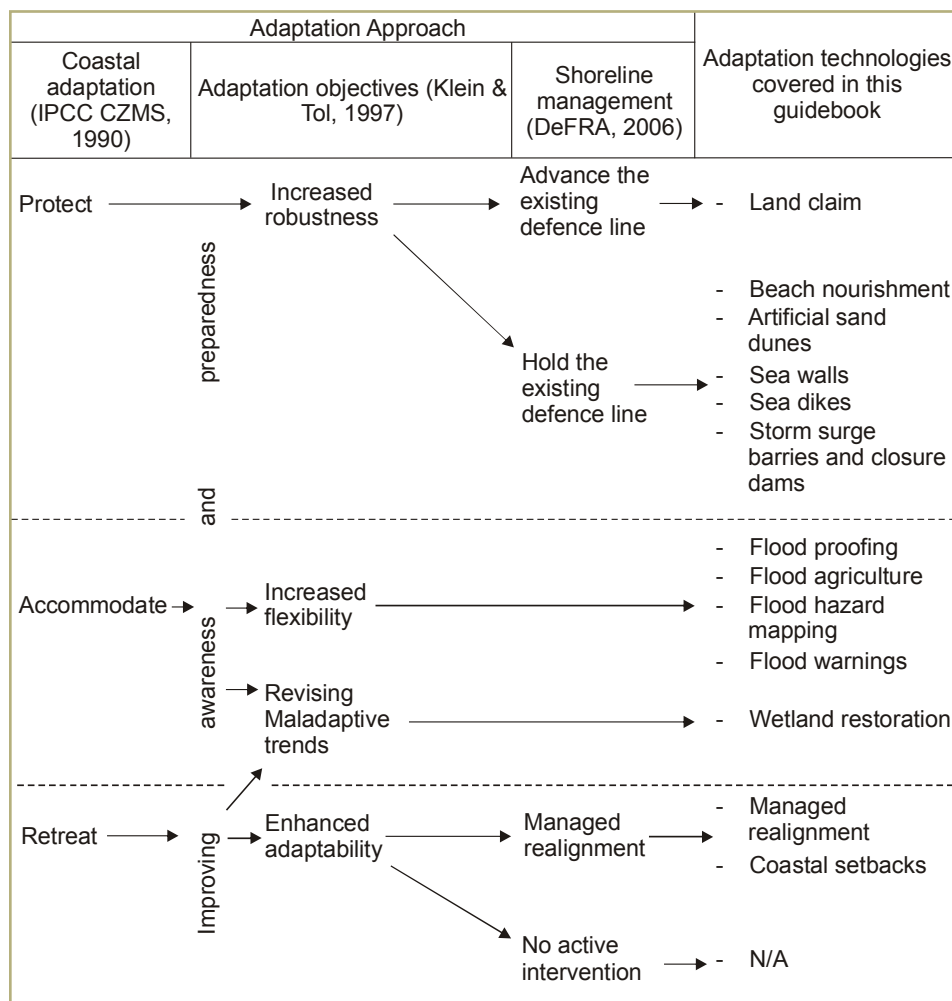 Adaptation Approach
Coastal
adaptation
(IPCC CZMS,
1990)
Adaptation objectives (Klein &
Tol, 1997)
Shoreline
management
(DeFRA, 2006)
Adaptation technologies
covered in this
guidebook
Protect
Increased
robustness
Advance the
existing
defence line
- Land claim
Hold the
existing
defence line
- Beach nourishment
- Artificial sand
dunes
- Sea walls
- Sea dikes
- Storm surge
barries and closure
dams
Accommodate
Increased
flexibility
- Flood proofing
- Flood agriculture
- Flood hazard
mapping
- Flood warnings
Revising
Maladaptive
trends
- Wetland restoration
Retreat
Enhanced
adaptability
Managed
realignment
- Managed
realignment
- Coastal setbacks
No active
intervention
- N/A
Improving awareness and preparedness